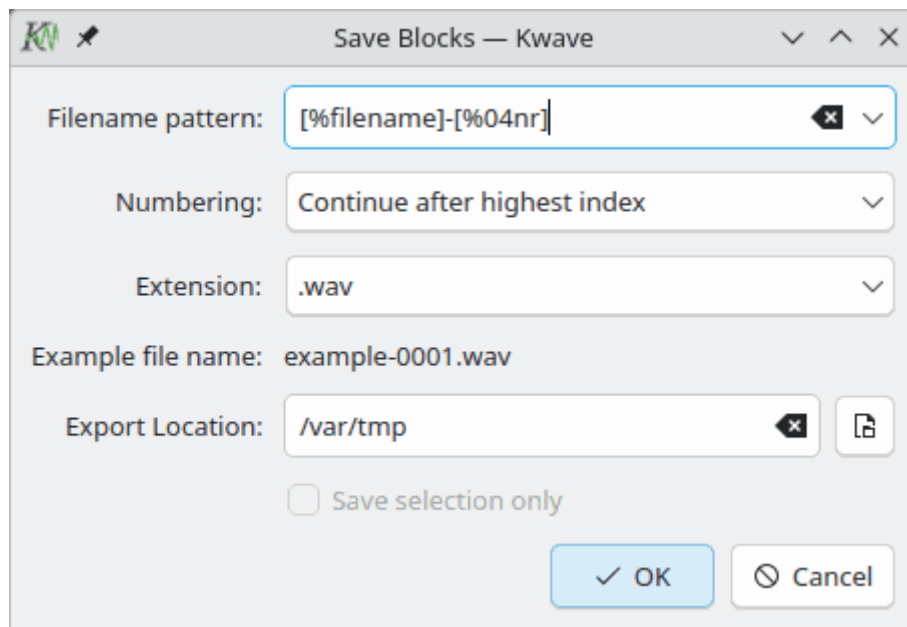 Save Blocks — Kwave
Filename pattern: [%filename]-[%04nr]
Numbering: Continue after highest index
Extension: .wav
Example file name: example-0001.wav
Export Location: /var/tmp
Save selection only
OK Cancel